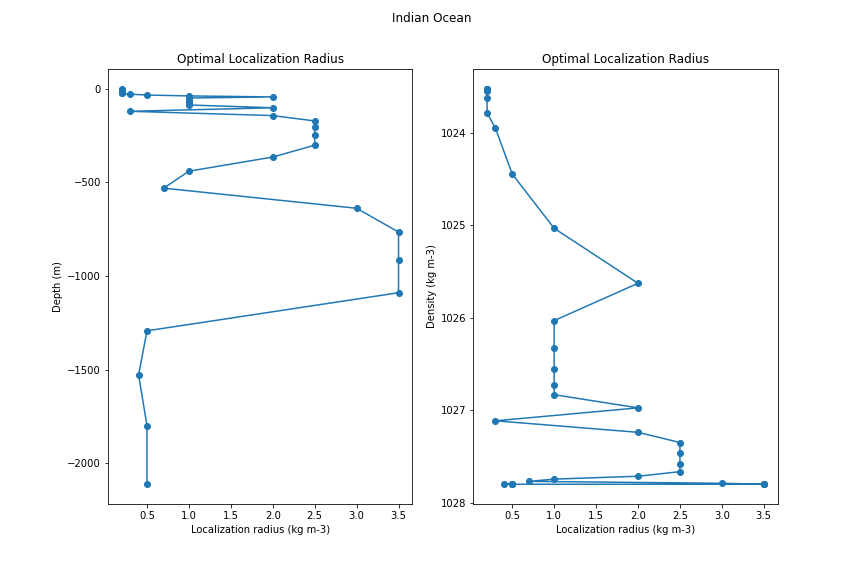 Indian Ocean
Optimal Localization Radius
0
−500
−1000
−1500
−2000
Depth (m)
0.5 1.0 1.5 2.0 2.5 3.0 3.5
Localization radius (kg m-3)
Optimal Localization Radius
1024
1025
1026
1027
1028
Density (kg m-3)
0.5 1.0 1.5 2.0 2.5 3.0 3.5
Localization radius (kg m-3)